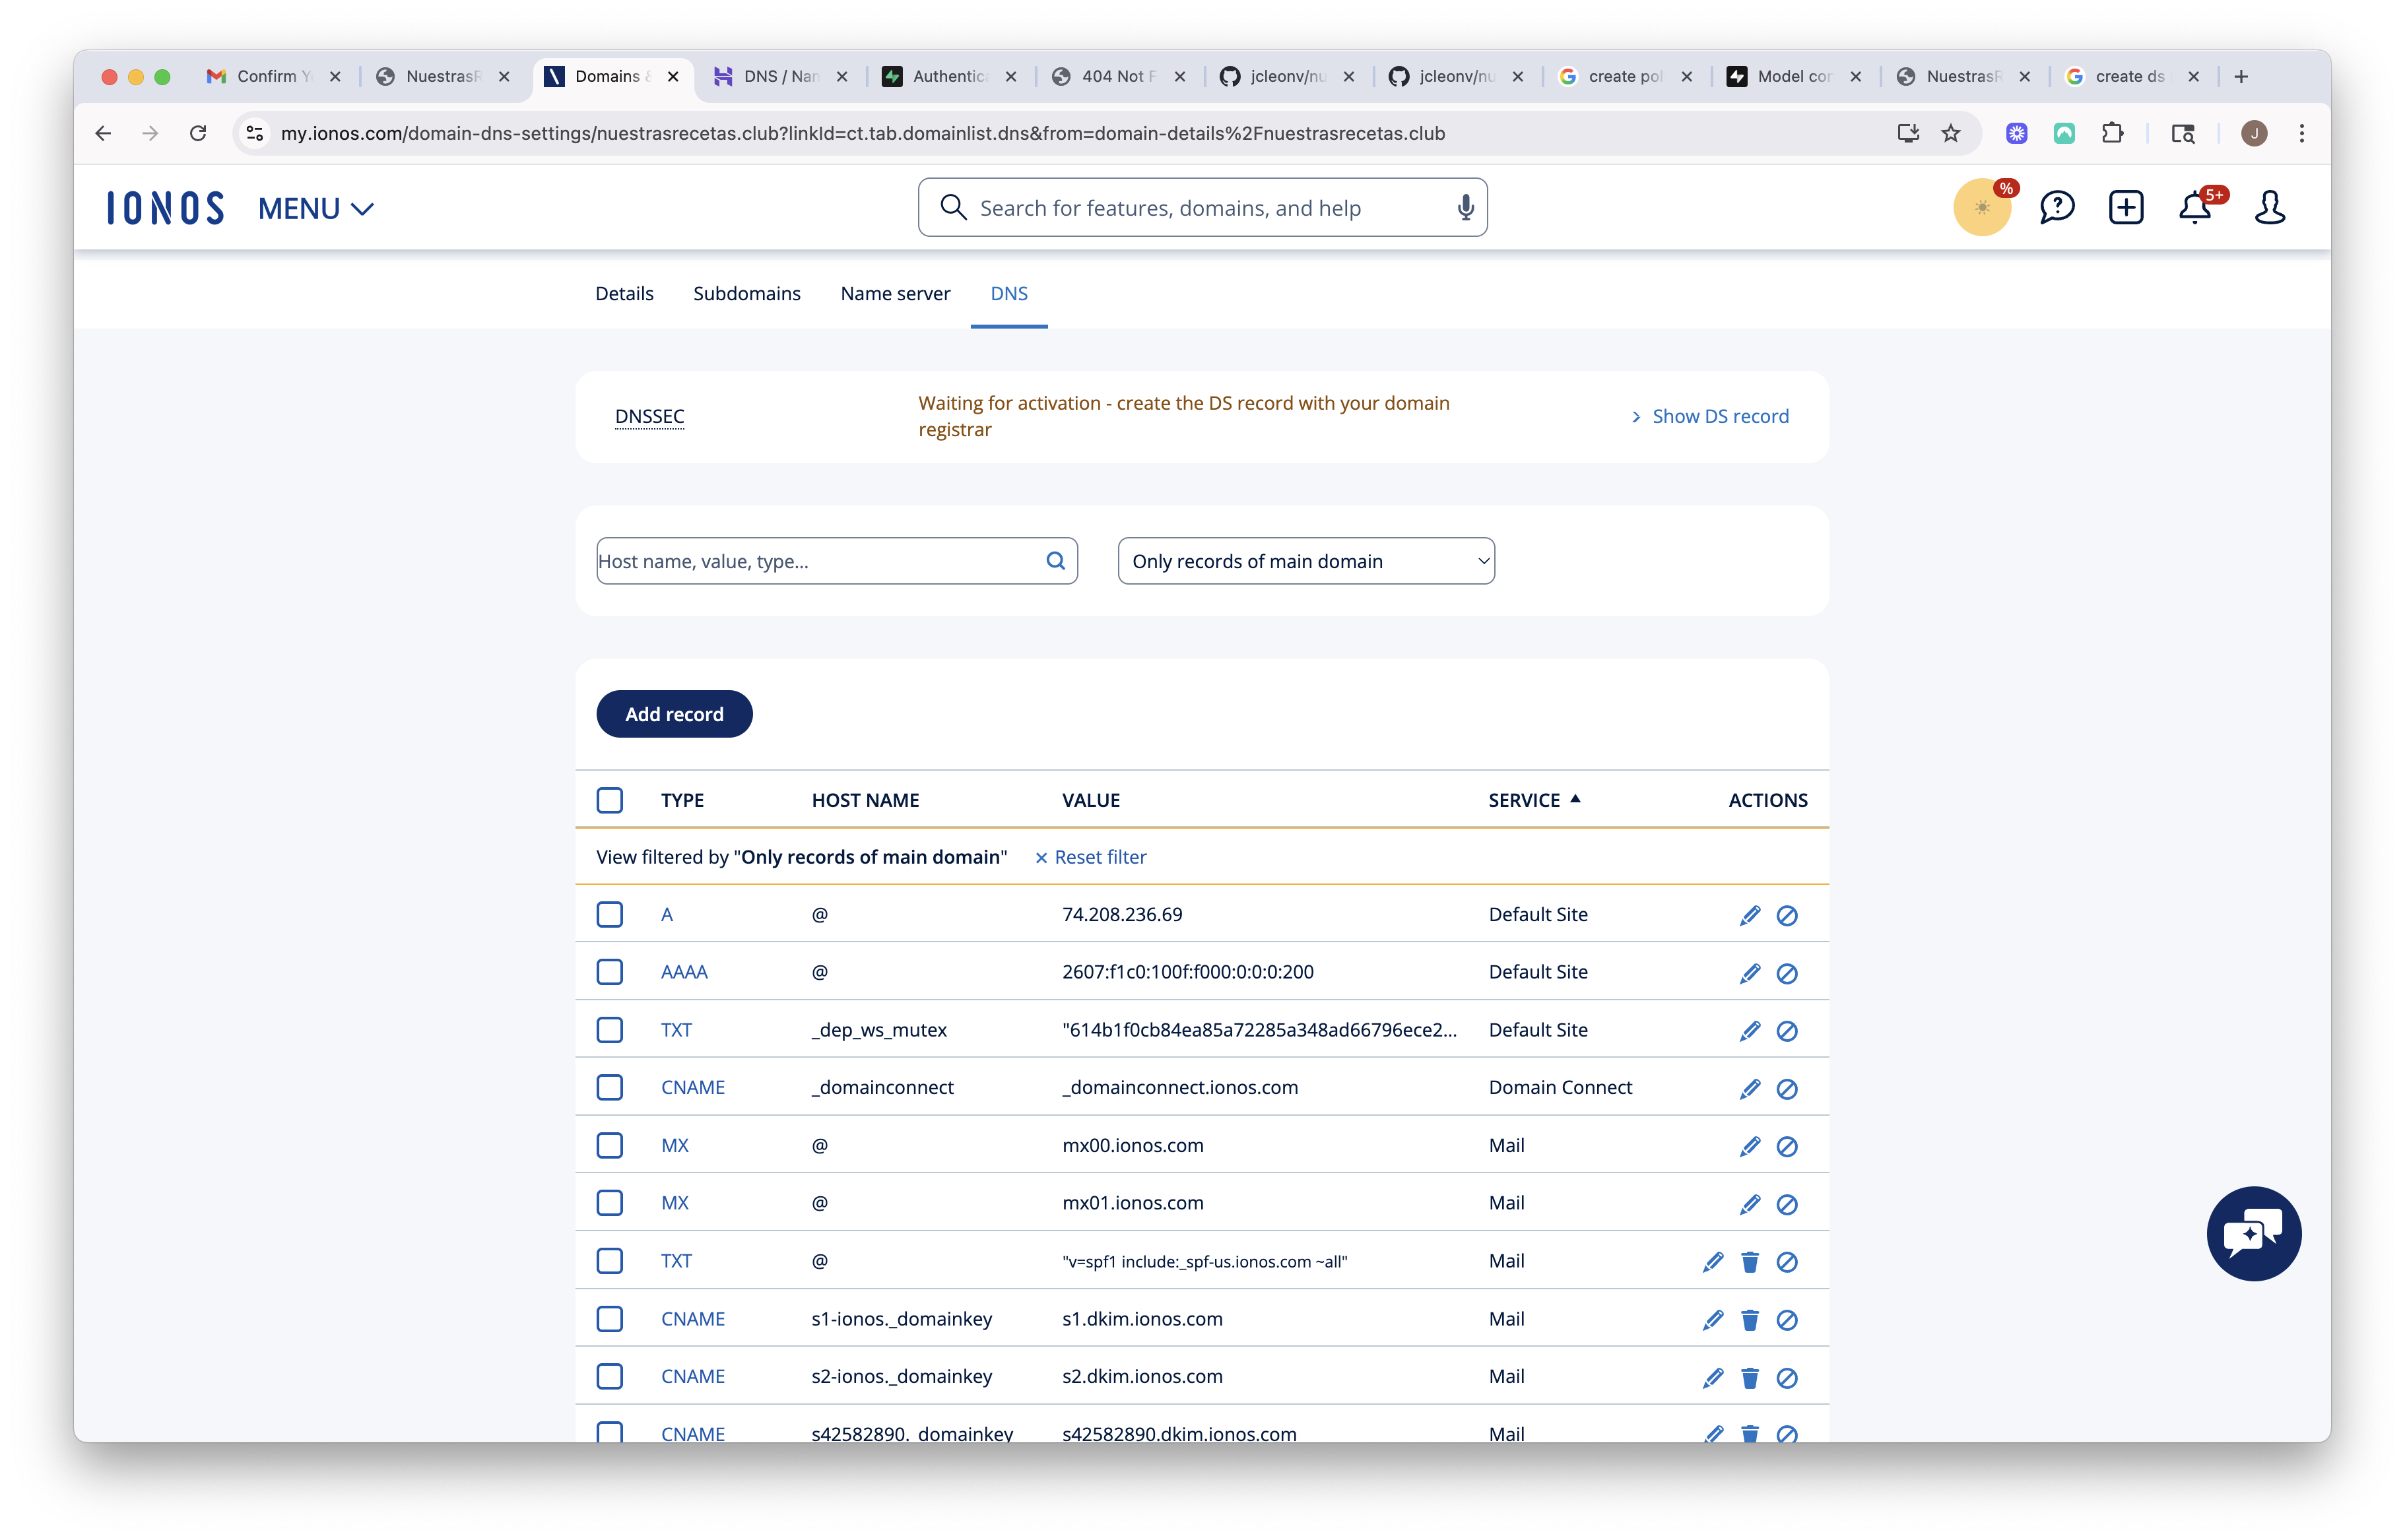 Confirm Y
NuestrasR
Domains &
DNS / Nan
Authentic
404 Not F
jcleonv/nu
jcleonv/nu
create pol
Model con
NuestrasR
create ds
my.ionos.com/domain-dns-settings/nuestrasrecetas.club?linkId=ct.tab.domainlist.dns&from=domain-details%2Fnuestrasrecetas.club
J
IONOS MENU
Search for features, domains, and help
%
5+
Details Subdomains Name server DNS
DNSSEC
Waiting for activation - create the DS record with your domain
registrar
Show DS record
Host name, value, type...
Only records of main domain
Add record
TYPE HOST NAME VALUE SERVICE ACTIONS
View filtered by "Only records of main domain" Reset filter
A @ 74.208.236.69 Default Site
AAAA @ 2607:f1c0:100f:f000:0:0:0:200 Default Site
TXT _dep_ws_mutex "614b1f0cb84ea85a72285a348ad66796ece2... Default Site
CNAME _domainconnect _domainconnect.ionos.com Domain Connect
MX @ mx00.ionos.com Mail
MX @ mx01.ionos.com Mail
TXT @ "v=spf1 include:_spf-us.ionos.com ~all" Mail
CNAME s1-ionos._domainkey s1.dkim.ionos.com Mail
CNAME s2-ionos._domainkey s2.dkim.ionos.com Mail
CNAME s42582890._domainkey s42582890.dkim.ionos.com Mail